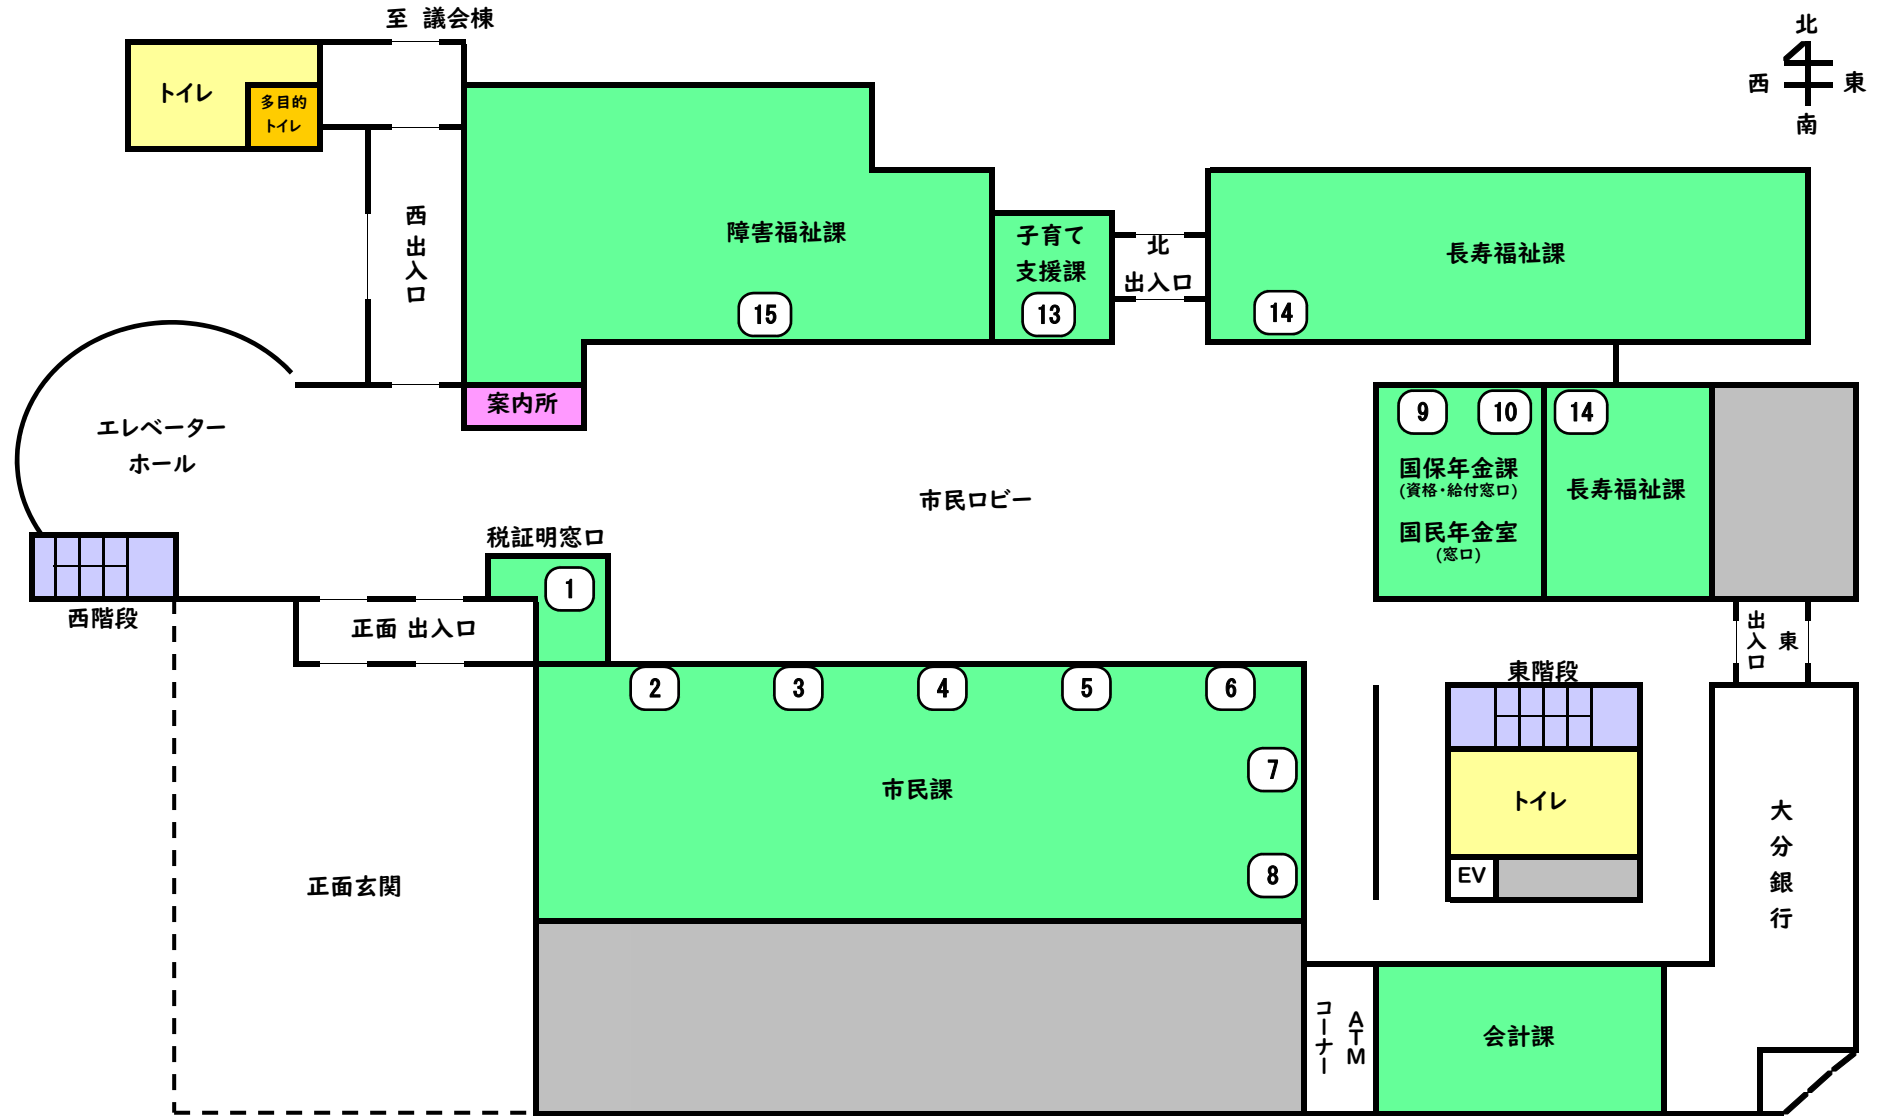 至 議会棟
北
西
東
南
トイレ
多目的
トイレ
西出入口
障害福祉課
15
子育て
支援課
13
北
出入口
長寿福祉課
14
案内所
エレベーター
ホール
市民ロビー
9
10
国保年金課
(資格・給付窓口)
国民年金室
(窓口)
14
長寿福祉課
西階段
税証明窓口
1
正面 出入口
東
出入口
東階段
2
3
4
5
6
7
8
市民課
トイレ
EV
大分銀行
正面玄関
ATM
コーナー
会計課